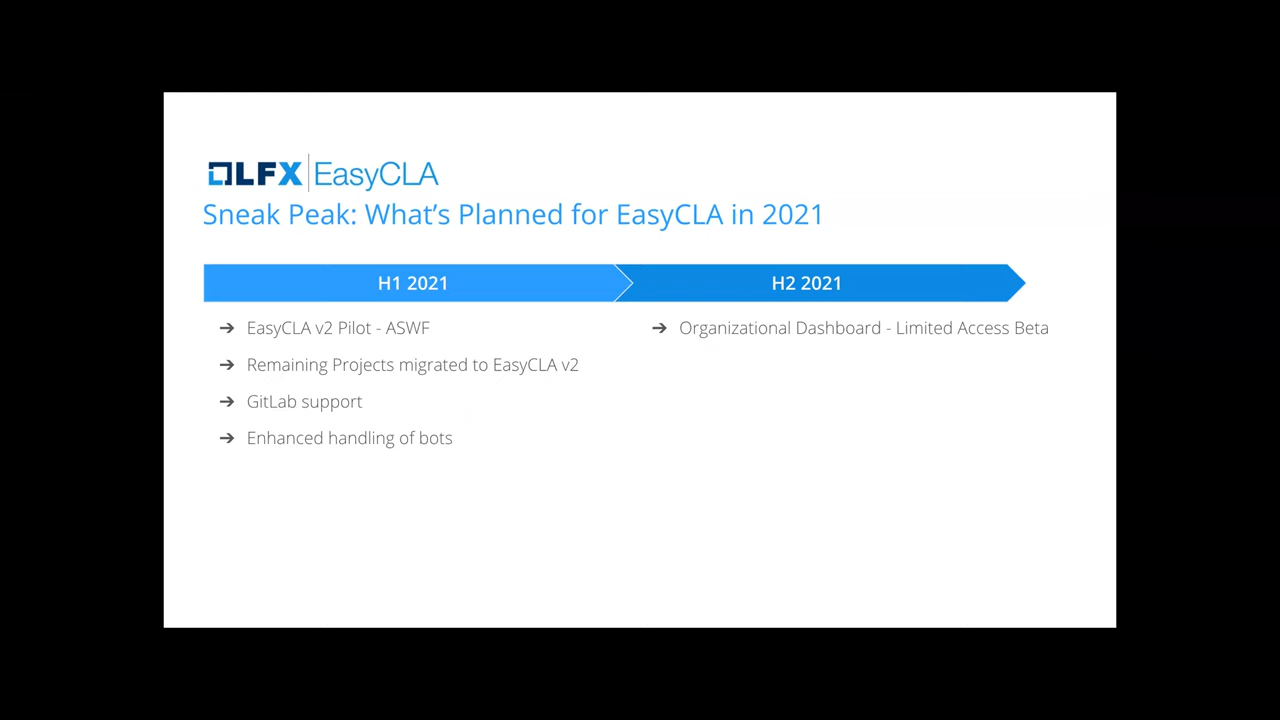 LFX EasyCLA
Sneak Peak: What's Planned for EasyCLA in 2021
H1 2021
➔ EasyCLA v2 Pilot - ASWF
➔ Remaining Projects migrated to EasyCLA v2
➔ GitLab support
➔ Enhanced handling of bots
H2 2021
➔ Organizational Dashboard - Limited Access Beta